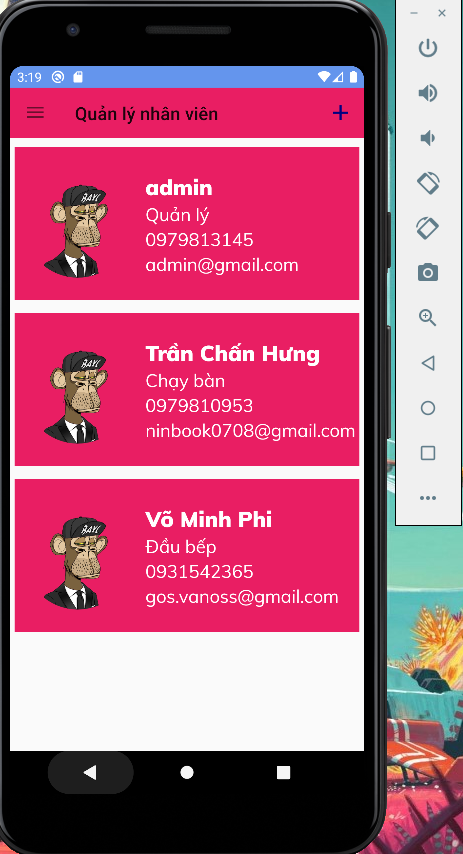 3:19
Quản lý nhân viên
admin
Quản lý
0979813145
admin@gmail.com
Trần Chấn Hưng
Chạy bàn
0979810953
ninbook0708@gmail.com
Võ Minh Phi
Đầu bếp
0931542365
gos.vanoss@gmail.com